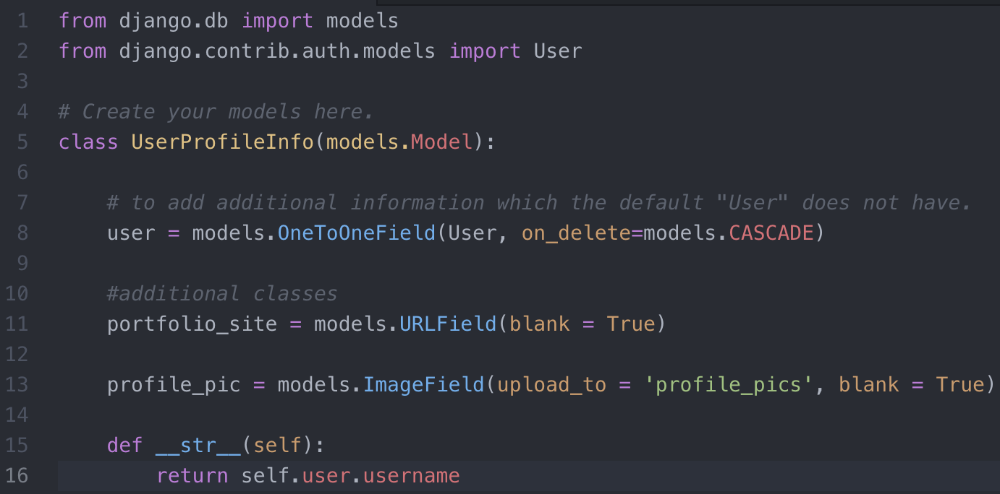 1 from django.db import models
2 from django.contrib.auth.models import User
3
4 # Create your models here.
5 class UserProfileInfo(models.Model):
6
7     # to add additional information which the default "User" does not have.
8     user = models.OneToOneField(User, on_delete=models.CASCADE)
9
10     #additional classes
11     portfolio_site = models.URLField(blank = True)
12
13     profile_pic = models.ImageField(upload_to = 'profile_pics', blank = True)
14
15     def __str__(self):
16         return self.user.username